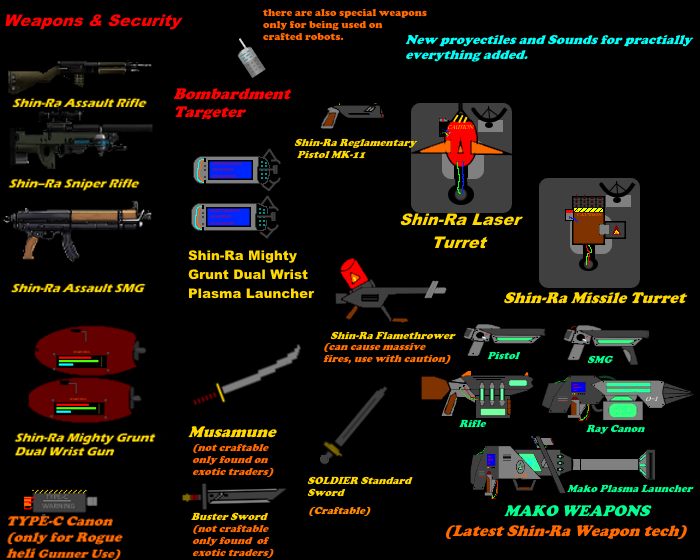 Weapons & Security
there are also special weapons
only for being used on
crafted robots.
New proyectiles and Sounds for practially
everything added.
Shin-Ra Assault Rifle
Bombardment
Targeter
Shin-Ra Reglamentary
Pistol MK-11
CAUTION
Shin-Ra Sniper Rifle
Shin-Ra Laser
Turret
Shin-Ra Mighty
Grunt Dual Wrist
Plasma Launcher
Shin-Ra Assault SMG
Shin-Ra Missile Turret
Shin-Ra Flamethrower
(can cause massive
fires, use with caution)
Pistol
SMG
Shin-Ra Mighty Grunt
Dual Wrist Gun
Musamune
(not craftable
only found on
exotic traders)
Rifle
Ray Canon
O-1
SOLDIER Standard
Sword
(Craftable)
Mako Plasma Launcher
TYPE-C
WARNING
TYPE-C Canon
(only for Rogue
heli Gunner Use)
Buster Sword
(not craftable
only found of
exotic traders)
MAKO WEAPONS
(Latest Shin-Ra Weapon tech)